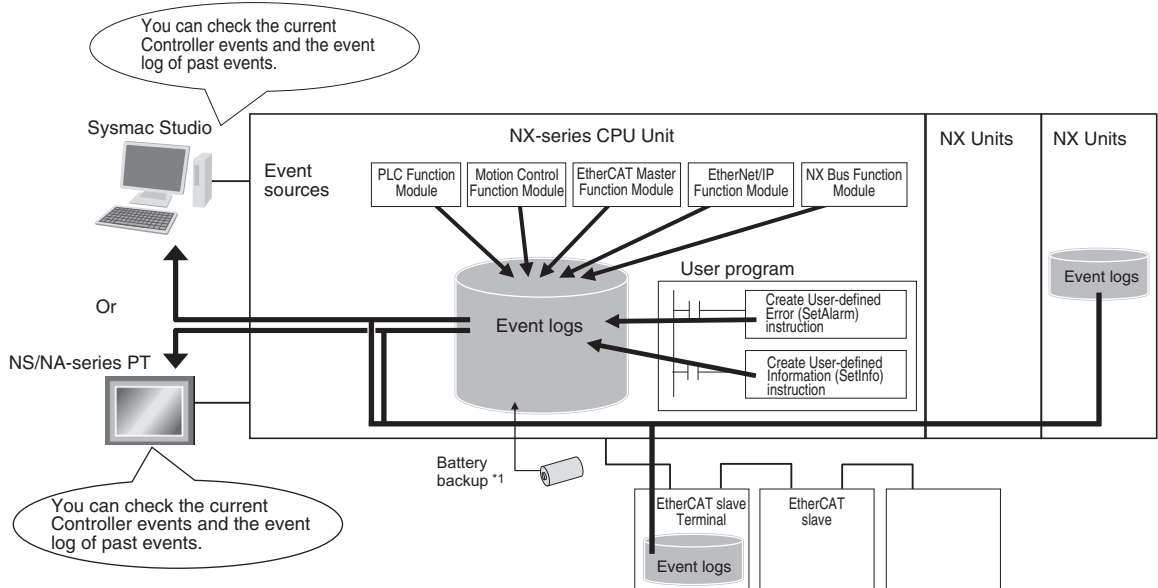 You can check the current
Controller events and the event
log of past events.
Sysmac Studio
NX-series CPU Unit
NX Units
NX Units
Event
sources
PLC Function
Module
Motion Control
Function Module
EtherCAT Master
Function Module
EtherNet/IP
Function Module
NX Bus Function
Module
User program
Event logs
Create User-defined
Error (SetAlarm)
instruction
Event logs
Or
Create User-defined
Information (SetInfo)
instruction
NS/NA-series PT
Battery
backup *1
You can check the current
Controller events and the event
log of past events.
EtherCAT slave
Terminal
EtherCAT
slave
Event logs